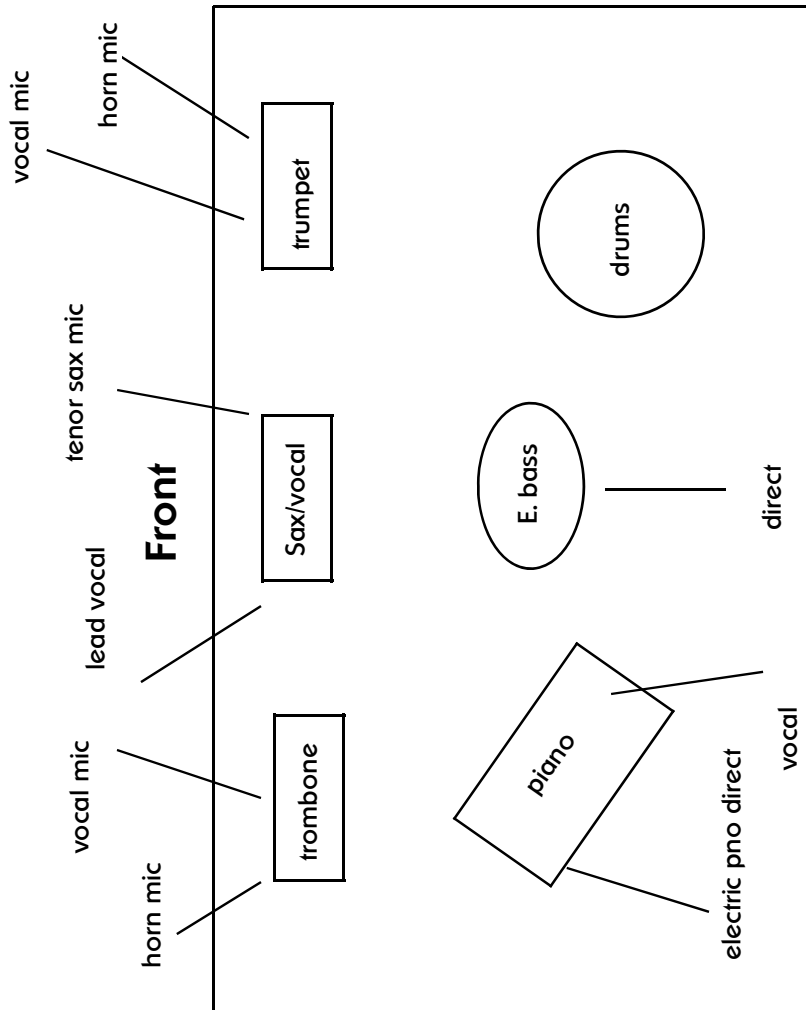 vocal mic
vocal mic
tenor sax mic
lead vocal
horn mic
horn mic
Front
trombone
Sax/vocal
trumpet
piano
E. bass
drums
electric pno direct
vocal
direct